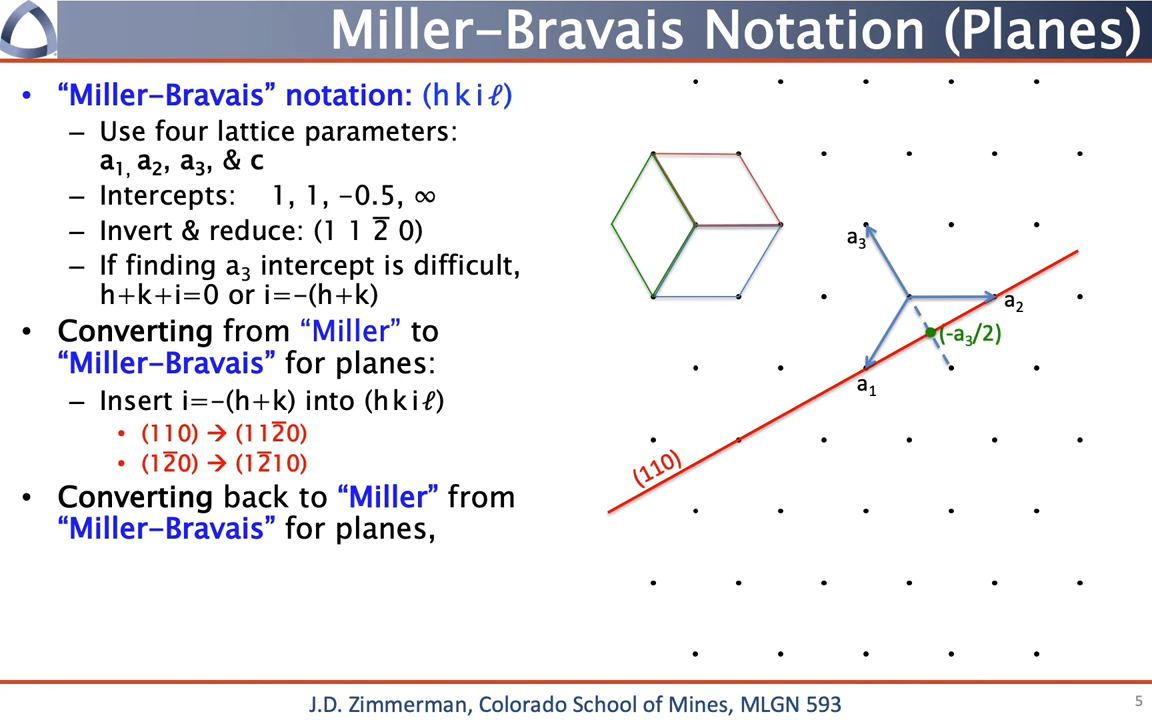 Miller-Bravais Notation (Planes)
• “Miller-Bravais” notation: (h k i ℓ)
– Use four lattice parameters:
a₁, a₂, a₃, & c
– Intercepts: 1, 1, -0.5, ∞
– Invert & reduce: (1 1 2̅ 0)
– If finding a₃ intercept is difficult,
h+k+i=0 or i=-(h+k)
• Converting from “Miller” to
“Miller-Bravais” for planes:
– Insert i=-(h+k) into (h k i ℓ)
• (110) → (112̅0)
• (12̅0) → (12̅10)
• Converting back to “Miller” from
“Miller-Bravais” for planes,
a₃
a₂
(-a₃/2)
a₁
(110)
J.D. Zimmerman, Colorado School of Mines, MLGN 593
5